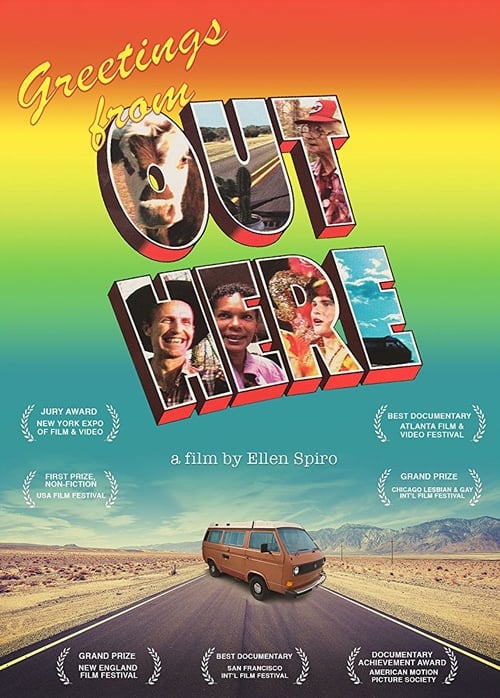 Greetings
from
OUT
HERE
a film by Ellen Spiro
JURY AWARD
NEW YORK EXPO
OF FILM & VIDEO
BEST DOCUMENTARY
ATLANTA FILM &
VIDEO FESTIVAL
FIRST PRIZE,
NON-FICTION
USA FILM FESTIVAL
GRAND PRIZE
CHICAGO LESBIAN & GAY
INT'L FILM FESTIVAL
GRAND PRIZE
NEW ENGLAND
FILM FESTIVAL
BEST DOCUMENTARY
SAN FRANCISCO
INT'L FILM FESTIVAL
DOCUMENTARY
ACHIEVEMENT AWARD
AMERICAN MOTION
PICTURE SOCIETY